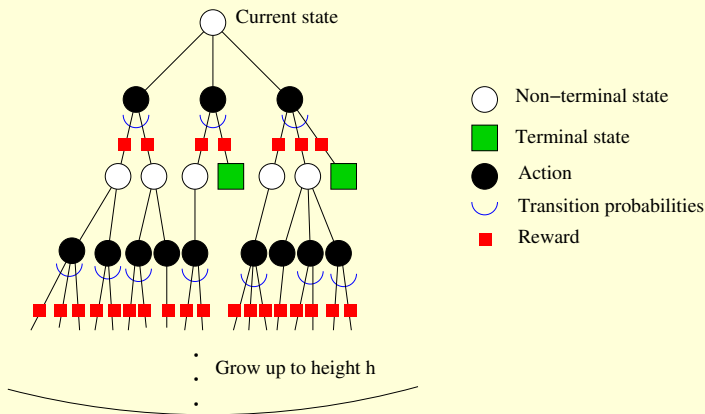 Current state
Non−terminal state
Terminal state
Action
Transition probabilities
Reward
Grow up to height h